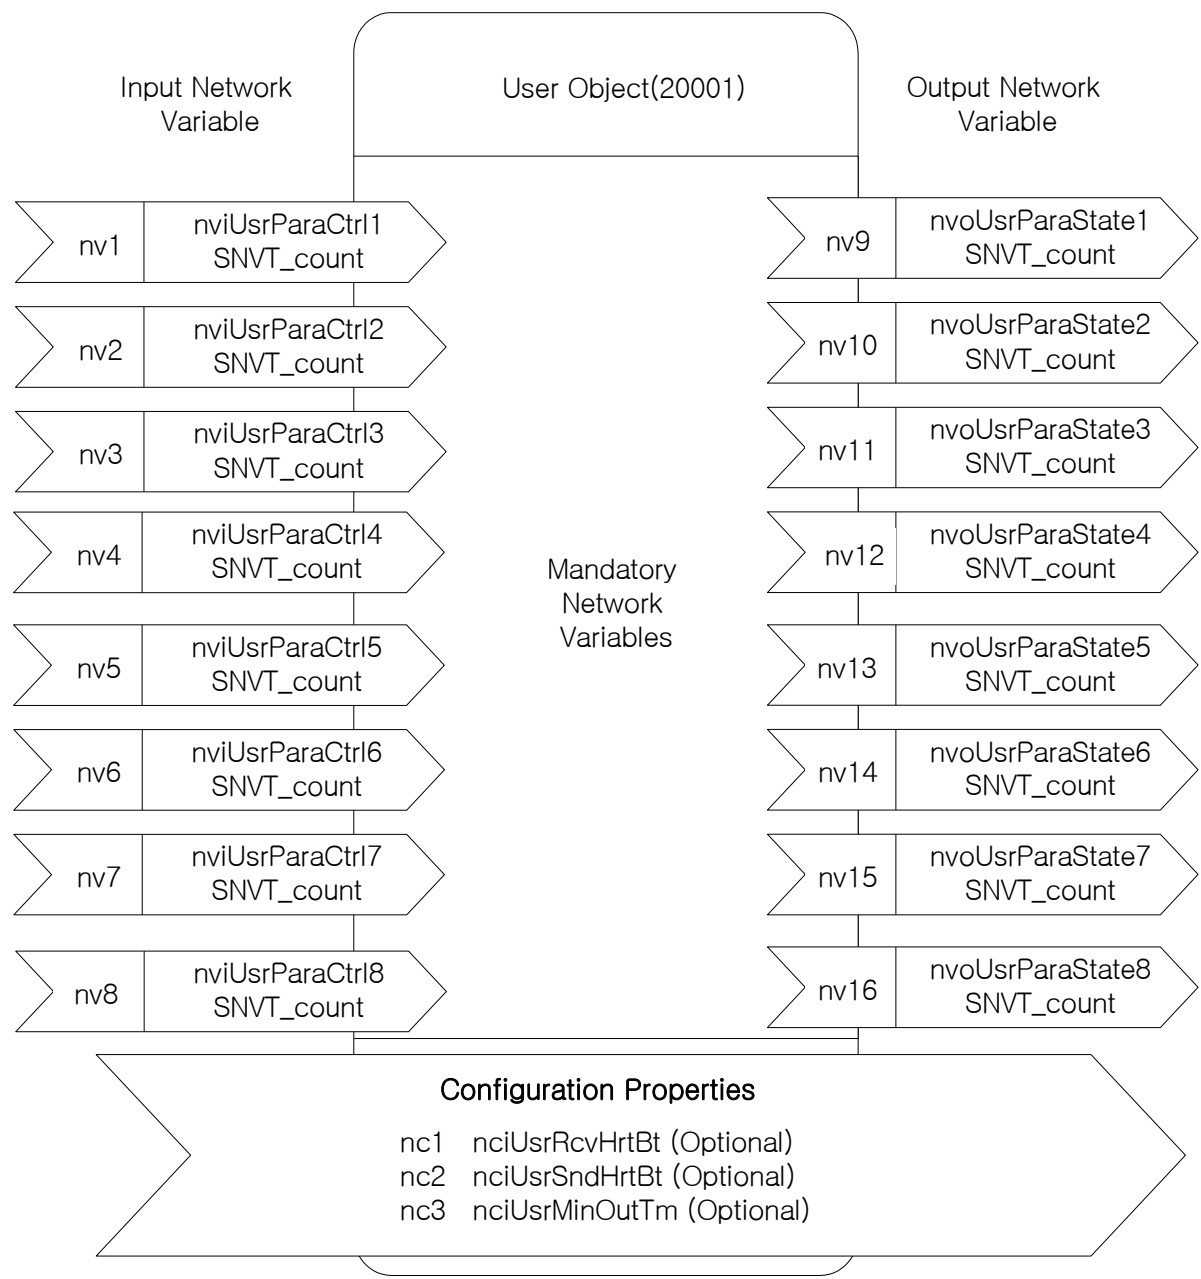 Input Network
Variable
User Object(20001)
Output Network
Variable
nv1
nviUsrParaCtrl1
SNVT_count
nv9
nvoUsrParaState1
SNVT_count
nv2
nviUsrParaCtrl2
SNVT_count
nv10
nvoUsrParaState2
SNVT_count
nv3
nviUsrParaCtrl3
SNVT_count
nv11
nvoUsrParaState3
SNVT_count
nv4
nviUsrParaCtrl4
SNVT_count
nv12
nvoUsrParaState4
SNVT_count
Mandatory
Network
Variables
nv5
nviUsrParaCtrl5
SNVT_count
nv13
nvoUsrParaState5
SNVT_count
nv6
nviUsrParaCtrl6
SNVT_count
nv14
nvoUsrParaState6
SNVT_count
nv7
nviUsrParaCtrl7
SNVT_count
nv15
nvoUsrParaState7
SNVT_count
nv8
nviUsrParaCtrl8
SNVT_count
nv16
nvoUsrParaState8
SNVT_count
Configuration Properties
nc1 nciUsrRcvHrtBt (Optional)
nc2 nciUsrSndHrtBt (Optional)
nc3 nciUsrMinOutTm (Optional)